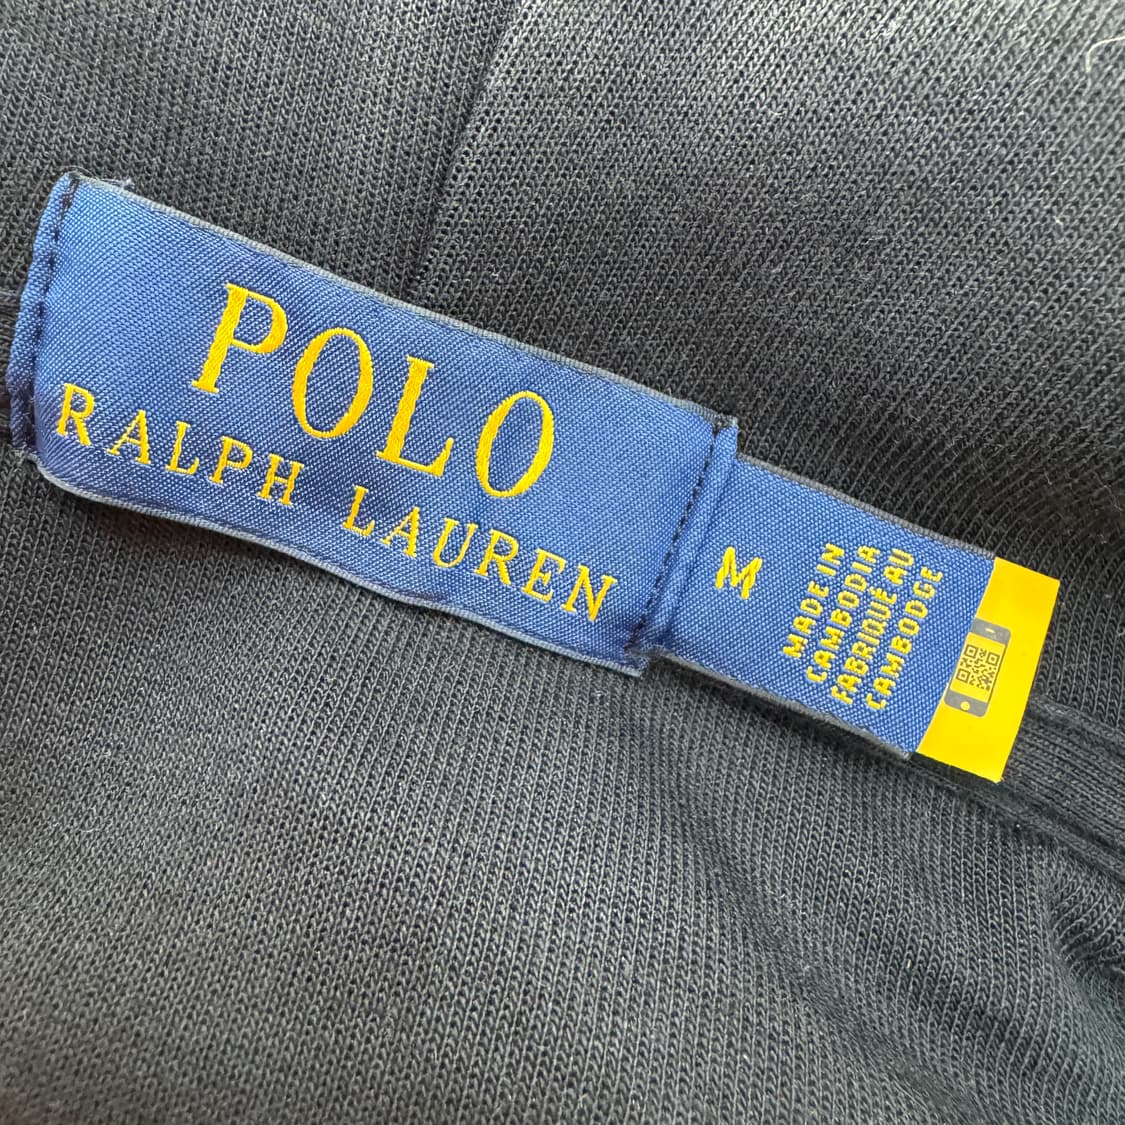 POLO
RALPH LAUREN
M
MADE IN
CAMBODIA
FABRIQUÉ AU
CAMBODGE